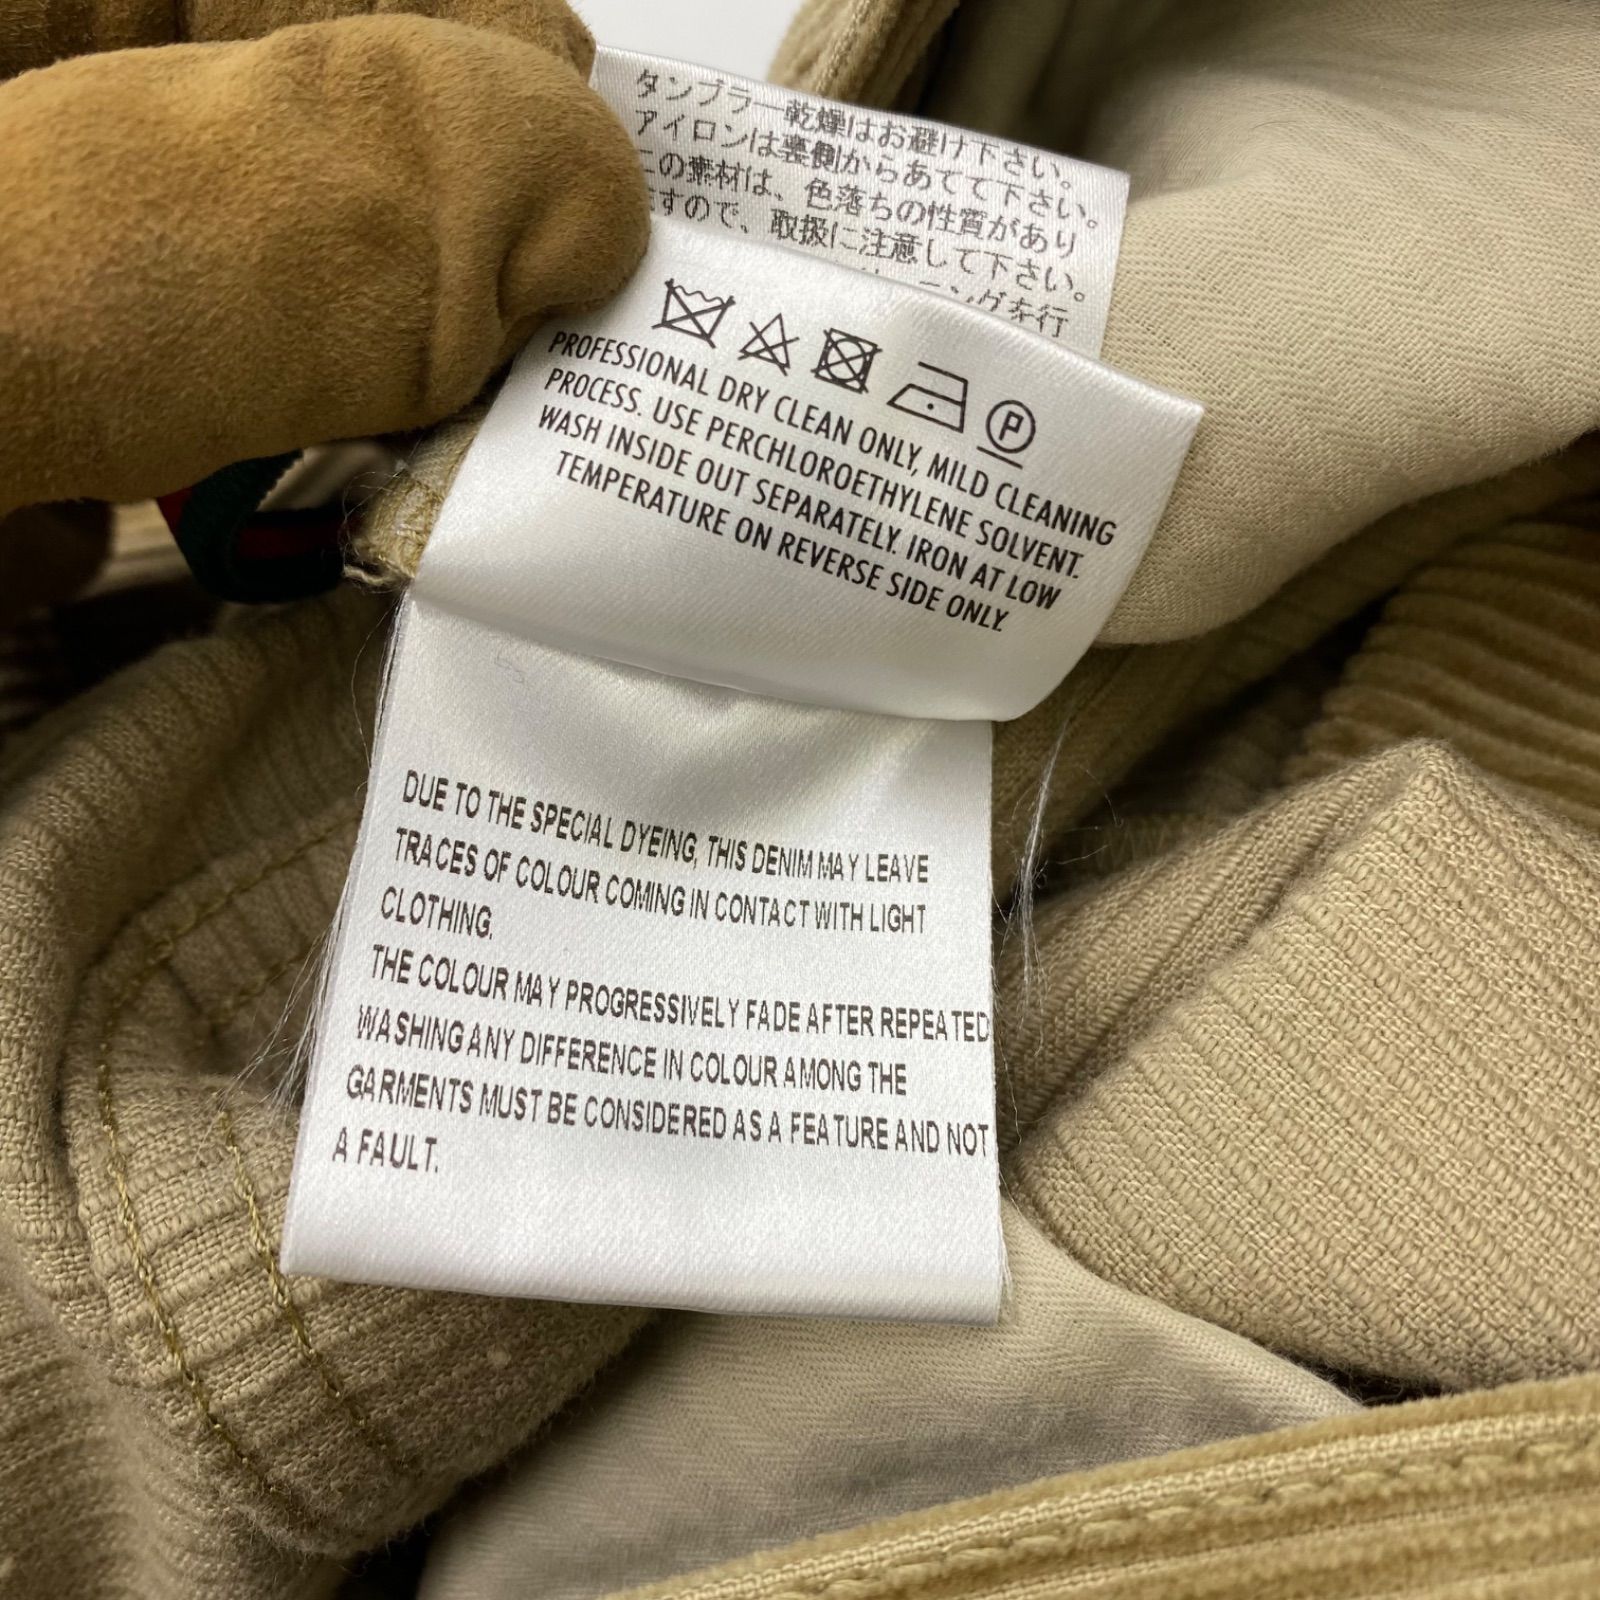 タンブラー乾燥はお避け下さい。
アイロンは裏側からあてて下さい。
この素材は、色落ちの性質があり
ますので、取扱に注意して下さい。
ングを行
P
PROFESSIONAL DRY CLEAN ONLY, MILD CLEANING
PROCESS. USE PERCHLOROETHYLENE SOLVENT.
WASH INSIDE OUT SEPARATELY. IRON AT LOW
TEMPERATURE ON REVERSE SIDE ONLY.
DUE TO THE SPECIAL DYEING, THIS DENIM MAY LEAVE
TRACES OF COLOUR COMING IN CONTACT WITH LIGHT
CLOTHING.
THE COLOUR MAY PROGRESSIVELY FADE AFTER REPEATED
WASHING ANY DIFFERENCE IN COLOUR AMONG THE
GARMENTS MUST BE CONSIDERED AS A FEATURE AND NOT
A FAULT.